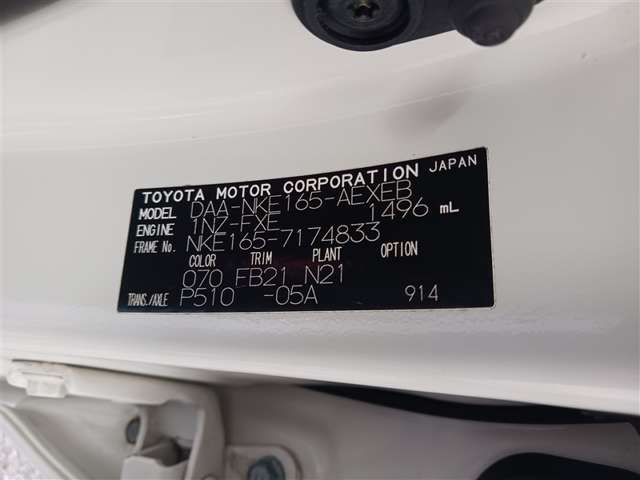 TOYOTA MOTOR CORPORATION JAPAN
MODEL DAA-NKE165-AEXEB
ENGINE 1NZ-FXE 1496 mL
FRAME No. NKE165-7174833
COLOR TRIM PLANT OPTION
070 FB21 N21
TRANS./AXLE P510 -05A 914